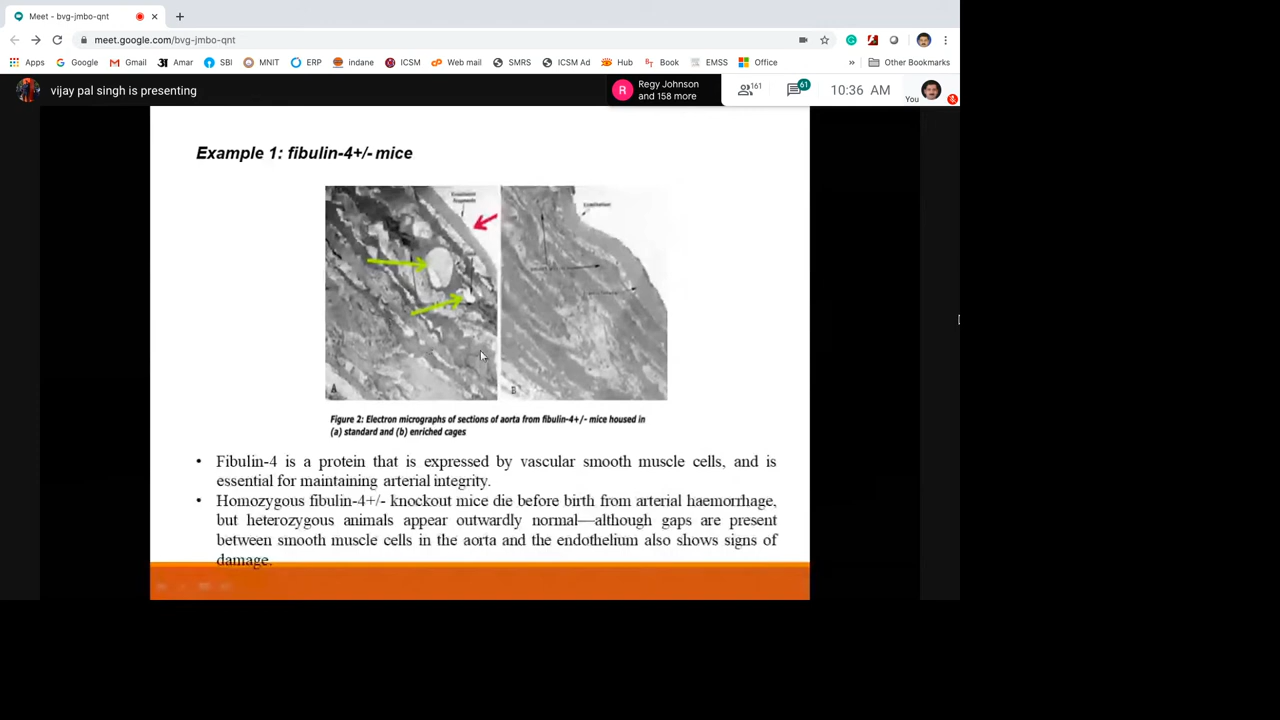 Meet - bvg-jmbo-qnt
meet.google.com/bvg-jmbo-qnt
Apps Google Gmail Amar SBI MNIT ERP indane ICSM Web mail SMRS ICSM Ad Hub Book EMSS Office » Other Bookmarks
vijay pal singh is presenting
R Regy Johnson
and 158 more
161
61
10:36 AM
You
Example 1: fibulin-4+/- mice
A
B
Figure 2: Electron micrographs of sections of aorta from fibulin-4+/- mice housed in
(a) standard and (b) enriched cages
• Fibulin-4 is a protein that is expressed by vascular smooth muscle cells, and is
essential for maintaining arterial integrity.
• Homozygous fibulin-4+/- knockout mice die before birth from arterial haemorrhage,
but heterozygous animals appear outwardly normal—although gaps are present
between smooth muscle cells in the aorta and the endothelium also shows signs of
damage.